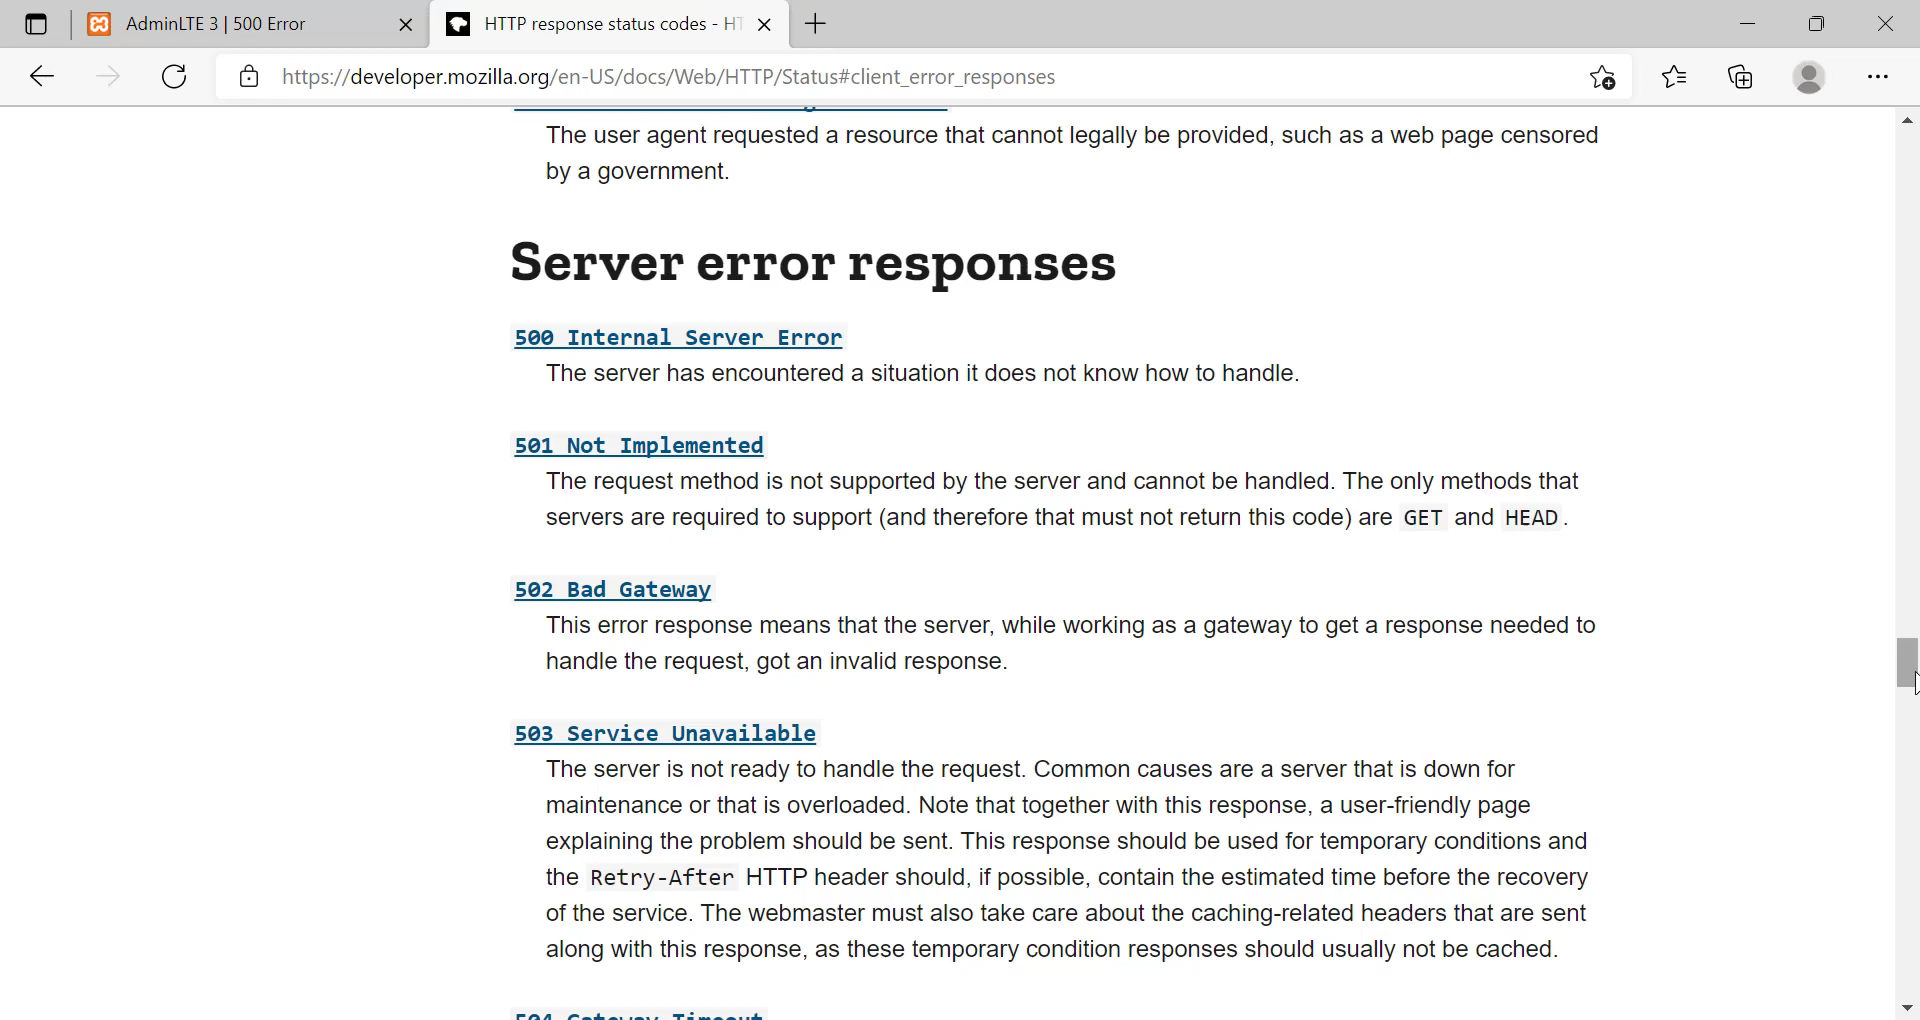 AdminLTE 3 | 500 Error
HTTP response status codes - HT
https://developer.mozilla.org/en-US/docs/Web/HTTP/Status#client_error_responses
The user agent requested a resource that cannot legally be provided, such as a web page censored
by a government.
Server error responses
500 Internal Server Error
The server has encountered a situation it does not know how to handle.
501 Not Implemented
The request method is not supported by the server and cannot be handled. The only methods that
servers are required to support (and therefore that must not return this code) are GET and HEAD.
502 Bad Gateway
This error response means that the server, while working as a gateway to get a response needed to
handle the request, got an invalid response.
503 Service Unavailable
The server is not ready to handle the request. Common causes are a server that is down for
maintenance or that is overloaded. Note that together with this response, a user-friendly page
explaining the problem should be sent. This response should be used for temporary conditions and
the Retry-After HTTP header should, if possible, contain the estimated time before the recovery
of the service. The webmaster must also take care about the caching-related headers that are sent
along with this response, as these temporary condition responses should usually not be cached.
504 Gateway Timeout